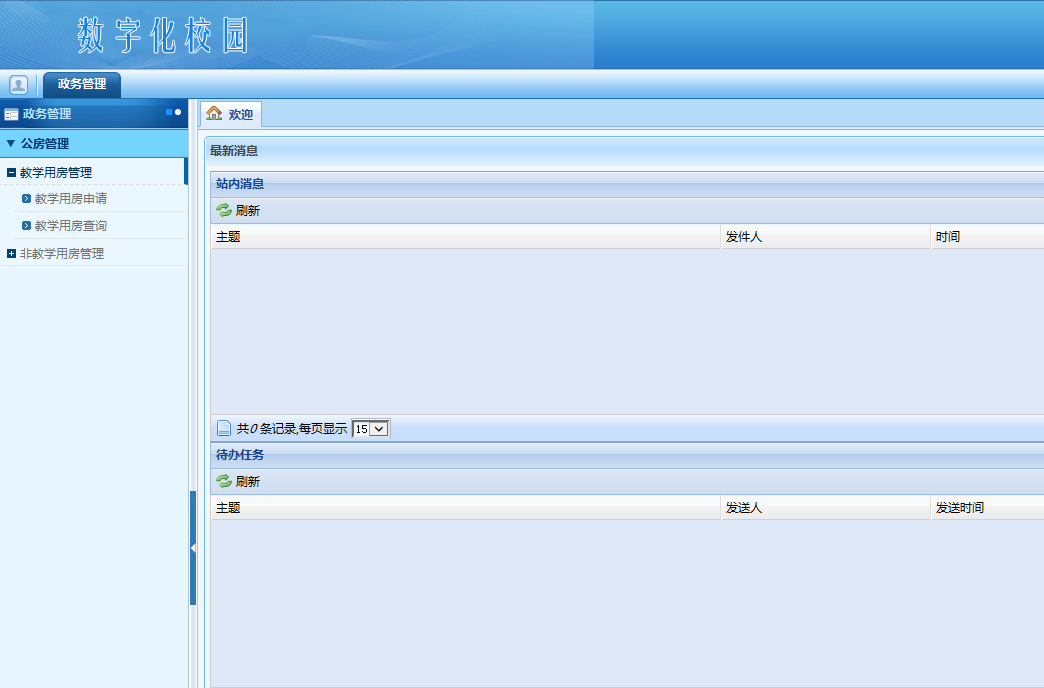 数字化校园
政务管理
政务管理
公房管理
教学用房管理
教学用房申请
教学用房查询
非教学用房管理
欢迎
最新消息
站内消息
刷新
主题 发件人 时间
共0条记录,每页显示 15
待办任务
刷新
主题 发送人 发送时间